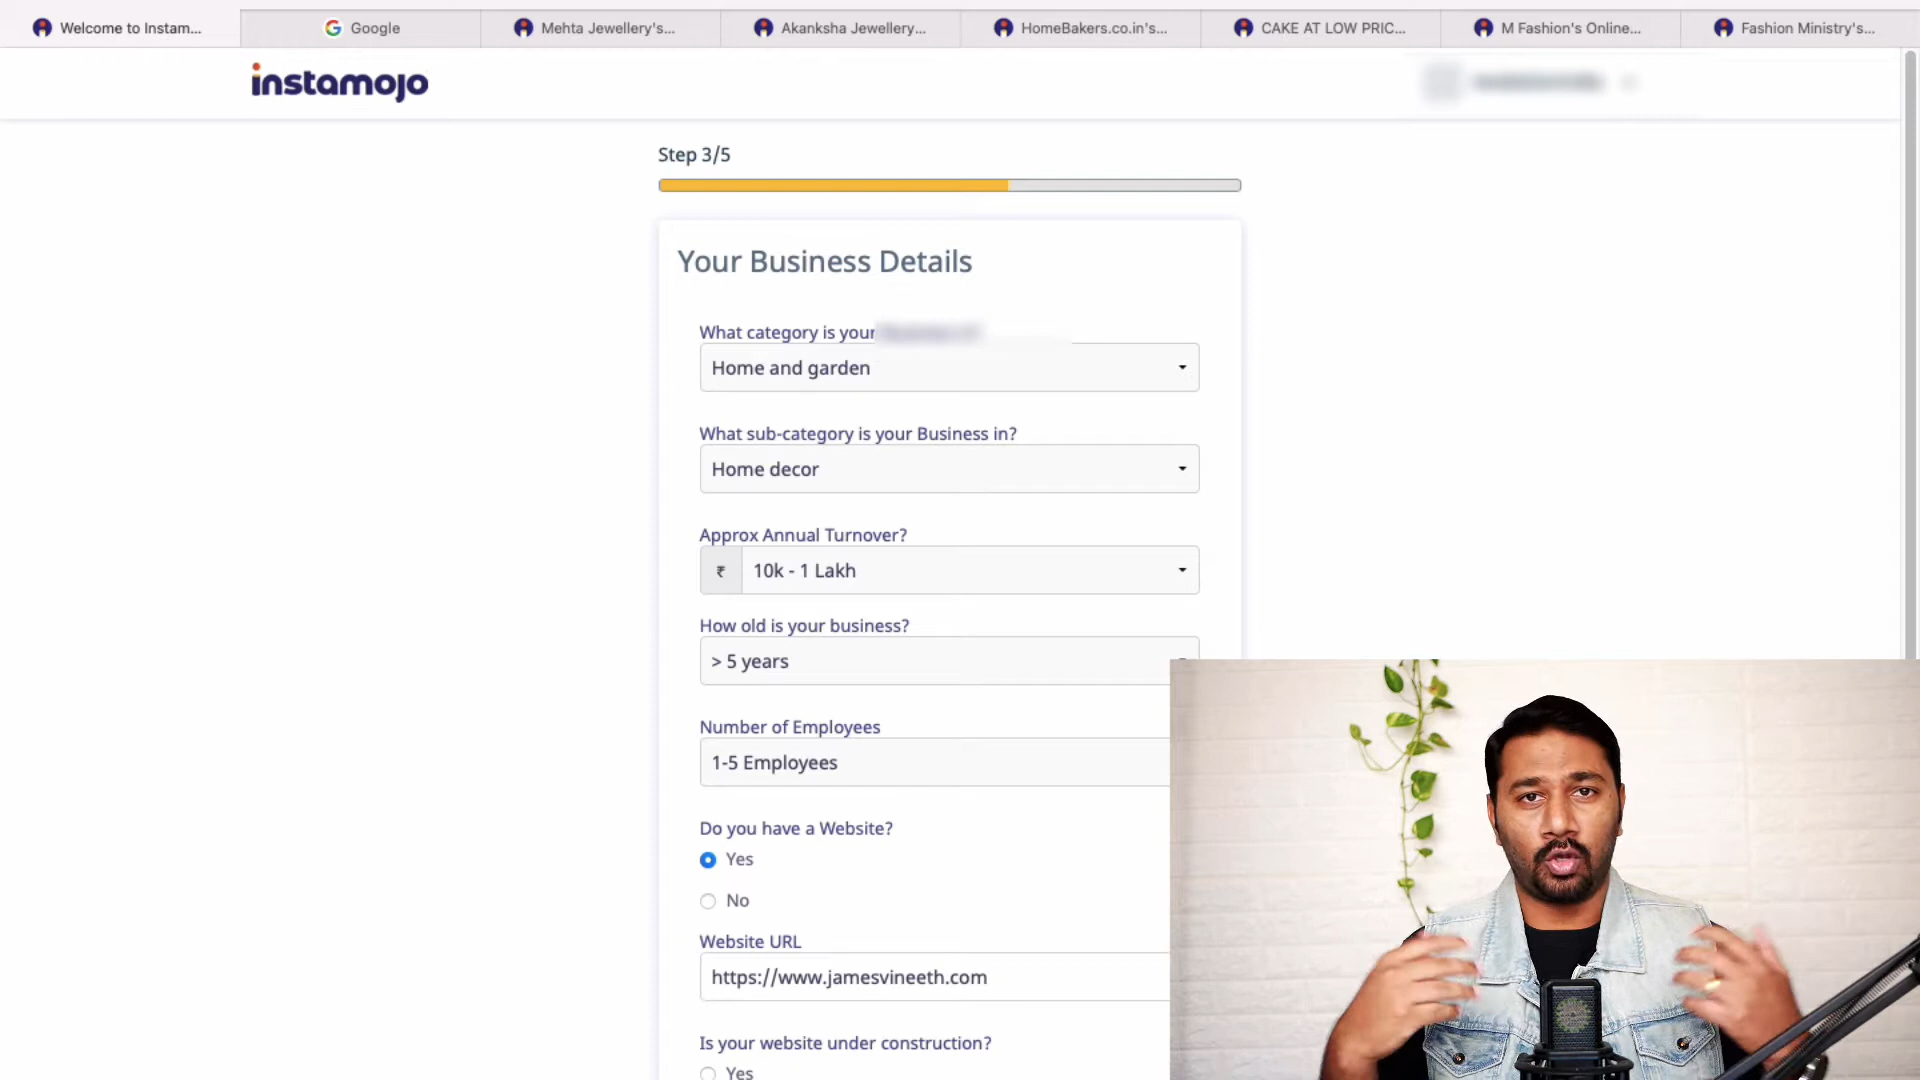 Welcome to Instam...
Google
Mehta Jewellery's...
Akanksha Jewellery...
HomeBakers.co.in's...
CAKE AT LOW PRIC...
M Fashion's Online...
Fashion Ministry's...
instamojo
Step 3/5
Your Business Details
What category is your
Home and garden
What sub-category is your Business in?
Home decor
Approx Annual Turnover?
₹ 10k - 1 Lakh
How old is your business?
> 5 years
Number of Employees
1-5 Employees
Do you have a Website?
Yes
No
Website URL
https://www.jamesvineeth.com
Is your website under construction?
Yes